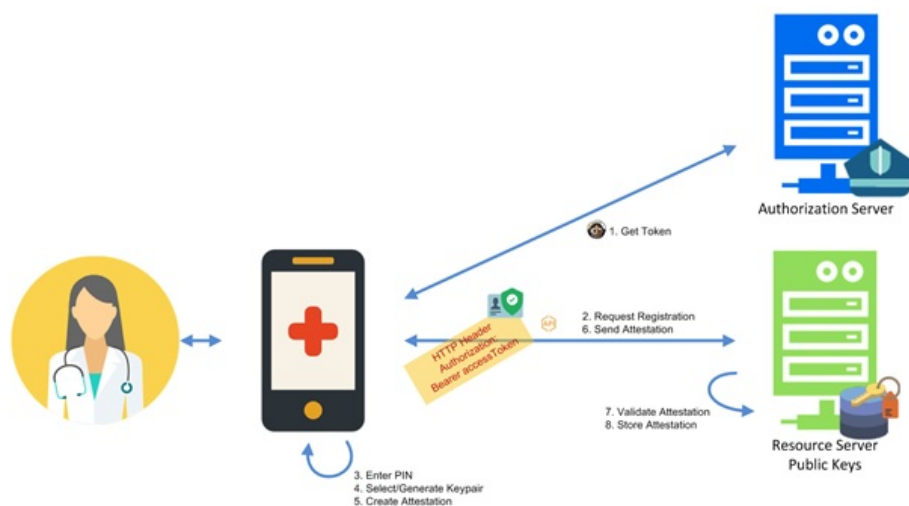 Authorization Server
1. Get Token
2. Request Registration
6. Send Attestation
HTTP Header
Authorization:
Bearer accessToken
API
7. Validate Attestation
8. Store Attestation
Resource Server
Public Keys
3. Enter PIN
4. Select/Generate Keypair
5. Create Attestation